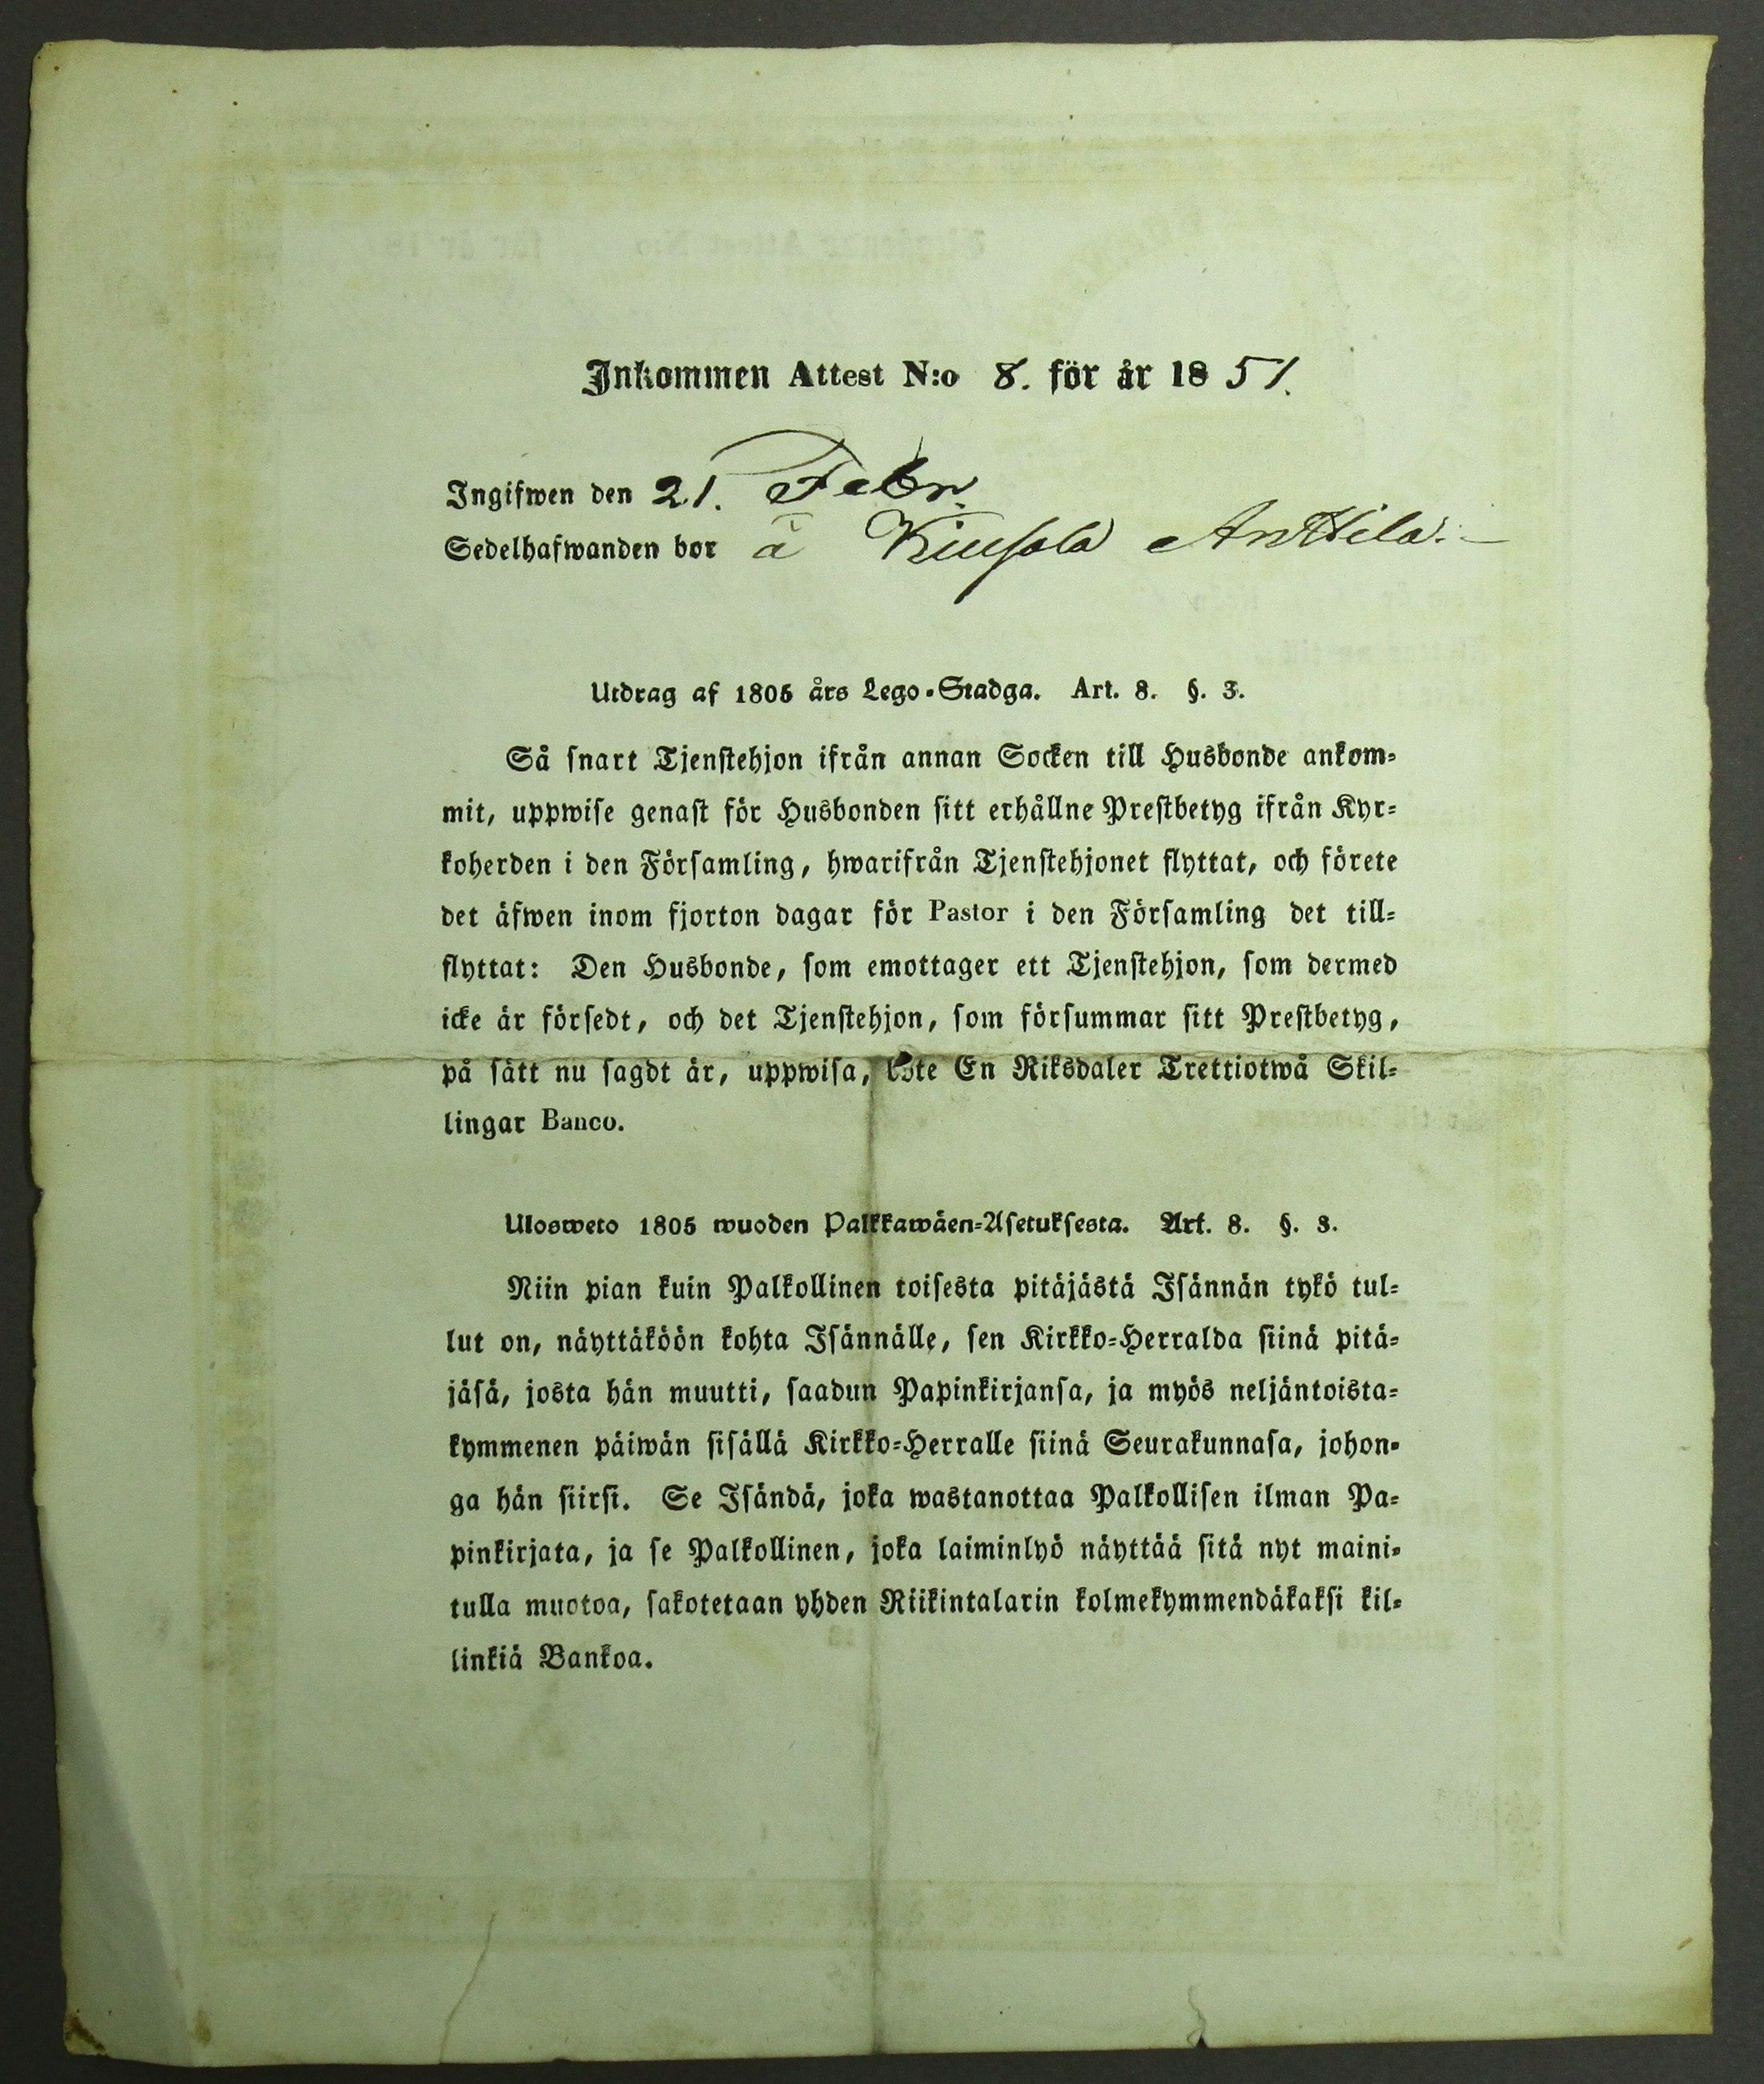 Inkommen Attest N:o 8. för år 1851.
Ingifwen den 21. Febr.
Sedelhafwanden bor å Kiusala Anttila.
Utdrag af 1805 års Lego-Stadga. Art. 8. §. 3.
Så snart Tjenstehjon ifrån annan Socken till Husbonde ankom-
mit, uppwise genast för Husbonden sitt erhållne Prestbetyg ifrån Kyr-
koherden i den Församling, hwarifrån Tjenstehjonet flyttat, och förete
det äfwen inom fjorton dagar för Pastor i den Församling det till-
flyttat: Den Husbonde, som emottager ett Tjenstehjon, som dermed
icke är försedt, och det Tjenstehjon, som försummar sitt Prestbetyg,
på sätt nu sagdt är, uppwisa, böte En Riksdaler Trettiotwå Skil-
lingar Banco.
Ulosweto 1805 wuoden Palkkawäen-Asetuksesta. Art. 8. §. 3.
Niin pian kuin Palkollinen toisesta pitäjästä Isännän tykö tul-
lut on, näyttäköön kohta Isännälle, sen Kirkko-Herralda siinä pitä-
jäsä, josta hän muutti, saadun Papinkirjansa, ja myös neljäntoista-
kymmenen päiwän sisällä Kirkko-Herralle siinä Seurakunnasa, johon-
ga hän siirsi. Se Isändä, joka wastanottaa Palkollisen ilman Pa-
pinkirjata, ja se Palkollinen, joka laiminlyö näyttää sitä nyt maini-
tulla muotoa, sakotetaan yhden Riikintalarin kolmekymmendäkaksi kil-
linkiä Bankoa.